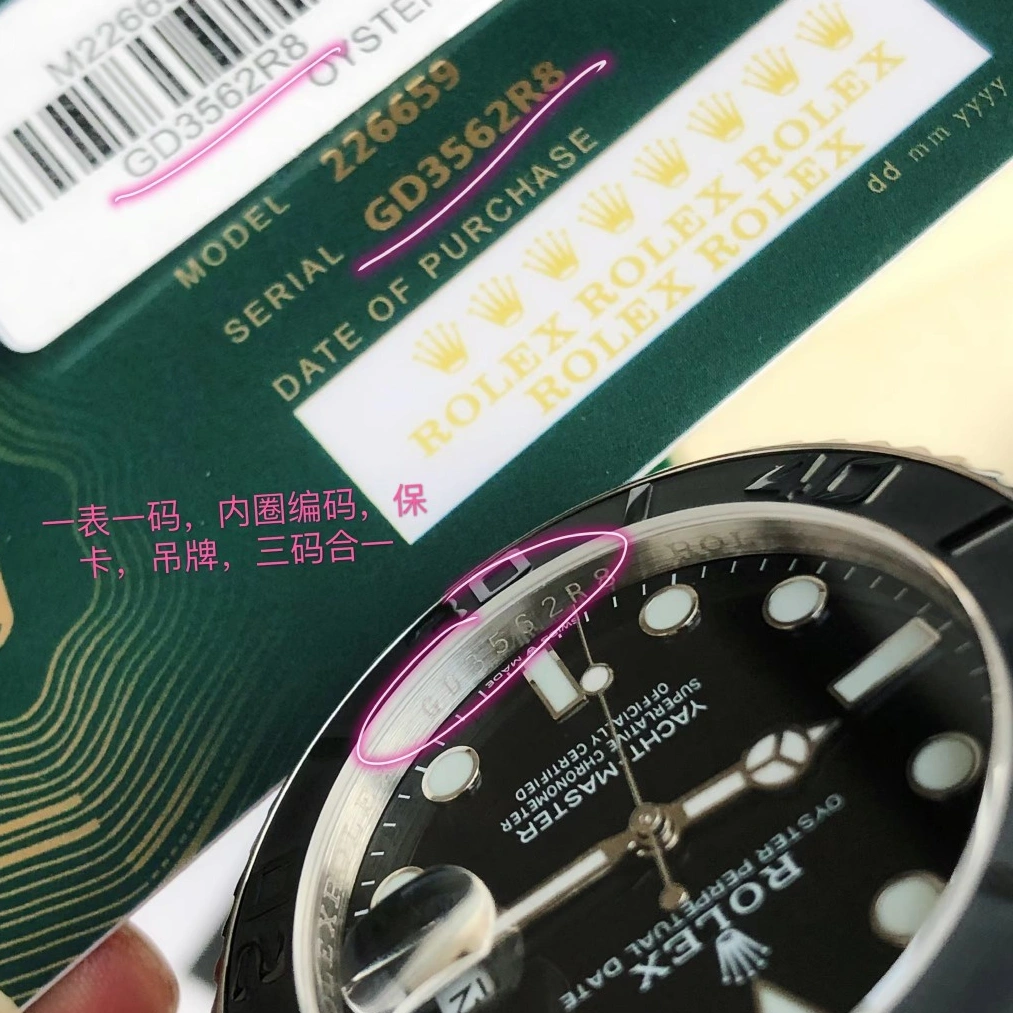 M2266
GD3562R8
OYSTER
MODEL 226659
SERIAL GD3562R8
DATE OF PURCHASE
dd mm yyyy
ROLEX ROLEX ROLEX
ROLEX ROLEX
一表一码，内圈编码，保
卡，吊牌，三码合一
40
GD3562R8
ROL
20
SWISS MADE
ROLEX
OYSTER PERPETUAL DATE
YACHT-MASTER
SUPERLATIVE CHRONOMETER
OFFICIALLY CERTIFIED